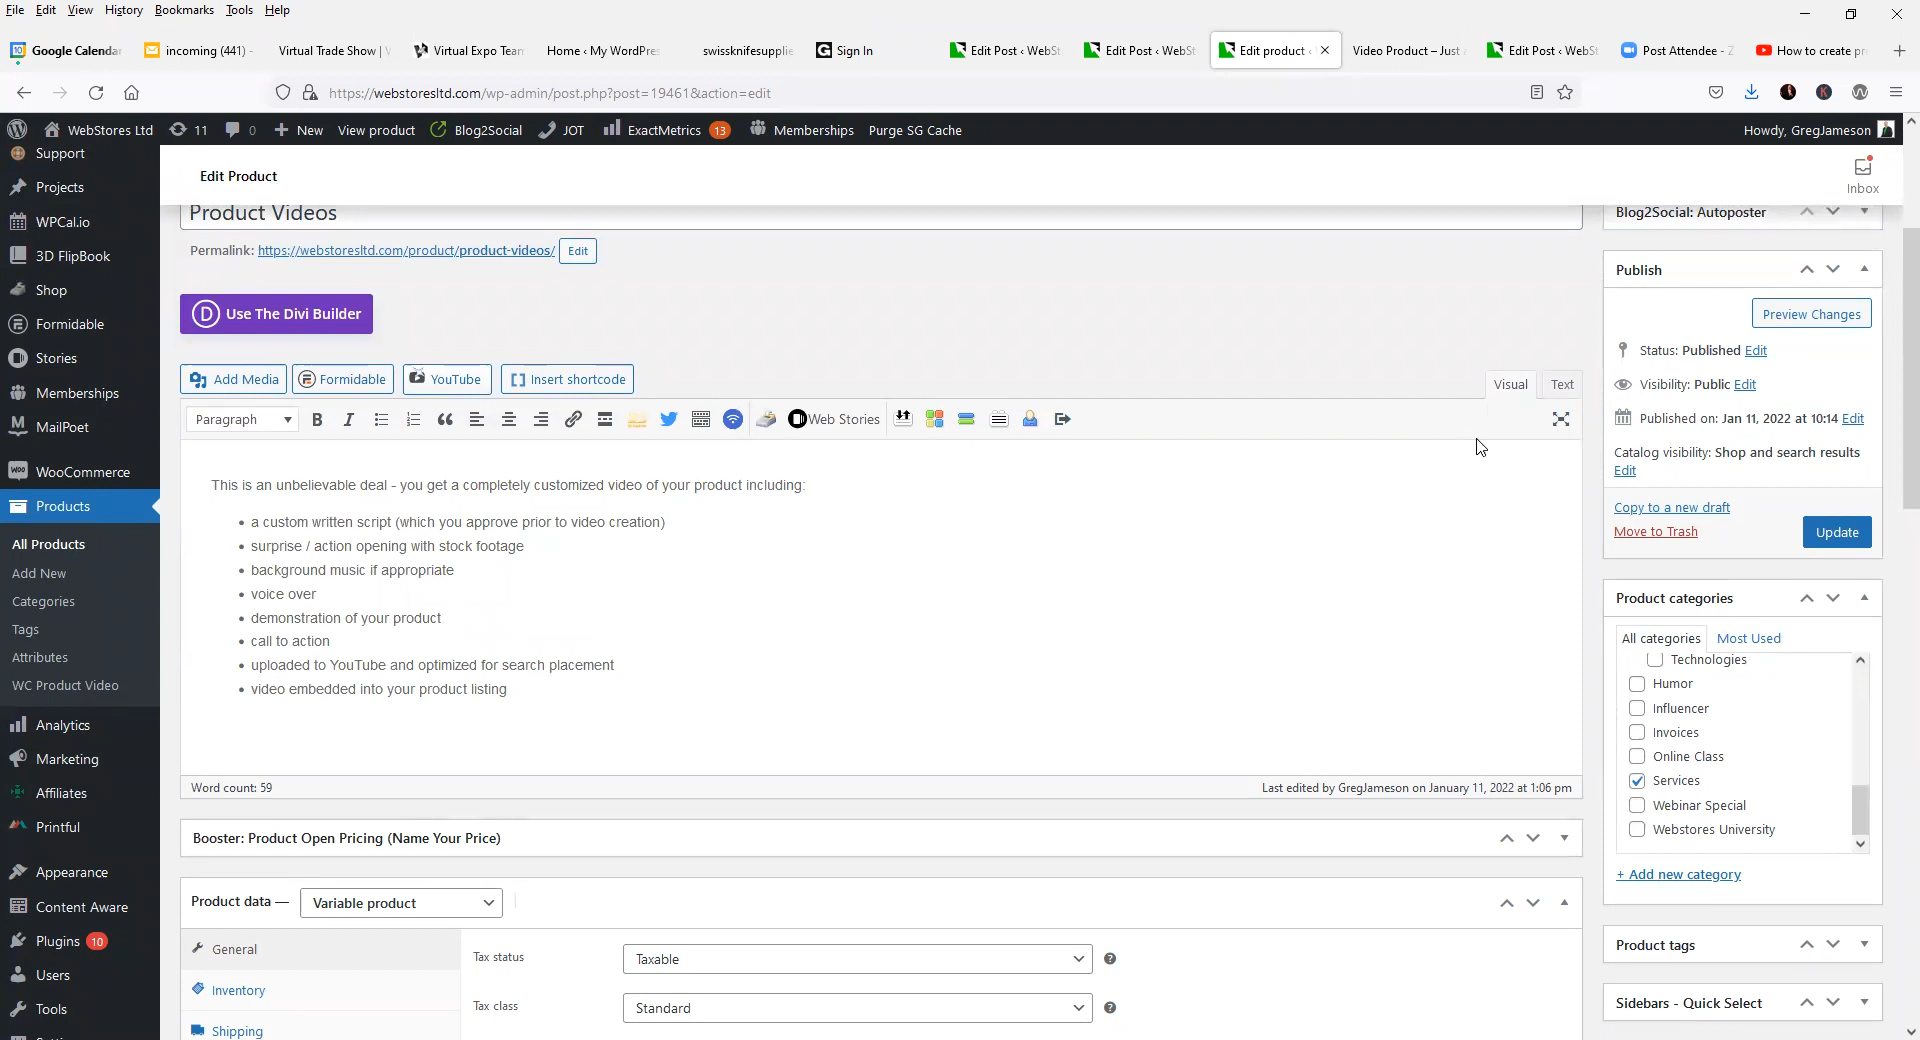 File Edit View History Bookmarks Tools Help
Google Calenda
incoming (441) -
Virtual Trade Show | V
Virtual Expo Team
Home ‹ My WordPres
swissknifesupplie
Sign In
Edit Post ‹ WebSt
Edit Post ‹ WebSt
Edit product ‹
Video Product – Just a
Edit Post ‹ WebSt
Post Attendee - Z
How to create pr
https://webstoresltd.com/wp-admin/post.php?post=19461&action=edit
WebStores Ltd 11 0 New View product Blog2Social JOT ExactMetrics 13 Memberships Purge SG Cache Howdy, GregJameson
Support
Projects
WPCal.io
3D FlipBook
Shop
Formidable
Stories
Memberships
MailPoet
WooCommerce
Products
All Products
Add New
Categories
Tags
Attributes
WC Product Video
Analytics
Marketing
Affiliates
Printful
Appearance
Content Aware
Plugins 10
Users
Tools
Edit Product
Inbox
Product Videos
Permalink: https://webstoresltd.com/product/product-videos/ Edit
D Use The Divi Builder
Add Media Formidable YouTube Insert shortcode
Visual Text
Paragraph B I Web Stories
This is an unbelievable deal - you get a completely customized video of your product including:
• a custom written script (which you approve prior to video creation)
• surprise / action opening with stock footage
• background music if appropriate
• voice over
• demonstration of your product
• call to action
• uploaded to YouTube and optimized for search placement
• video embedded into your product listing
Word count: 59
Last edited by GregJameson on January 11, 2022 at 1:06 pm
Booster: Product Open Pricing (Name Your Price)
Product data — Variable product
General
Inventory
Shipping
Tax status Taxable
Tax class Standard
Blog2Social: Autoposter
Publish
Preview Changes
Status: Published Edit
Visibility: Public Edit
Published on: Jan 11, 2022 at 10:14 Edit
Catalog visibility: Shop and search results
Edit
Copy to a new draft
Move to Trash
Update
Product categories
All categories Most Used
Technologies
Humor
Influencer
Invoices
Online Class
Services
Webinar Special
Webstores University
+ Add new category
Product tags
Sidebars - Quick Select